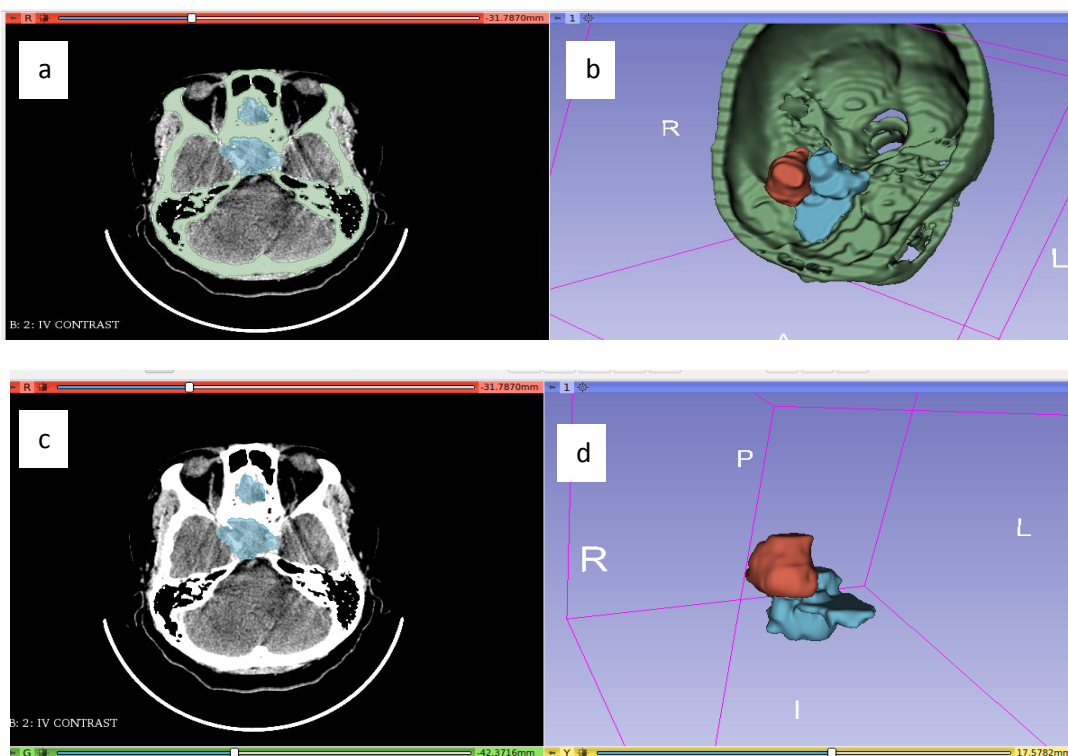 R -31.7870mm 1
a
b
R
L
B: 2: IV CONTRAST
R -31.7870mm 1
c
d
P
L
R
I
B: 2: IV CONTRAST
G -42.3716mm Y 17.5782mm